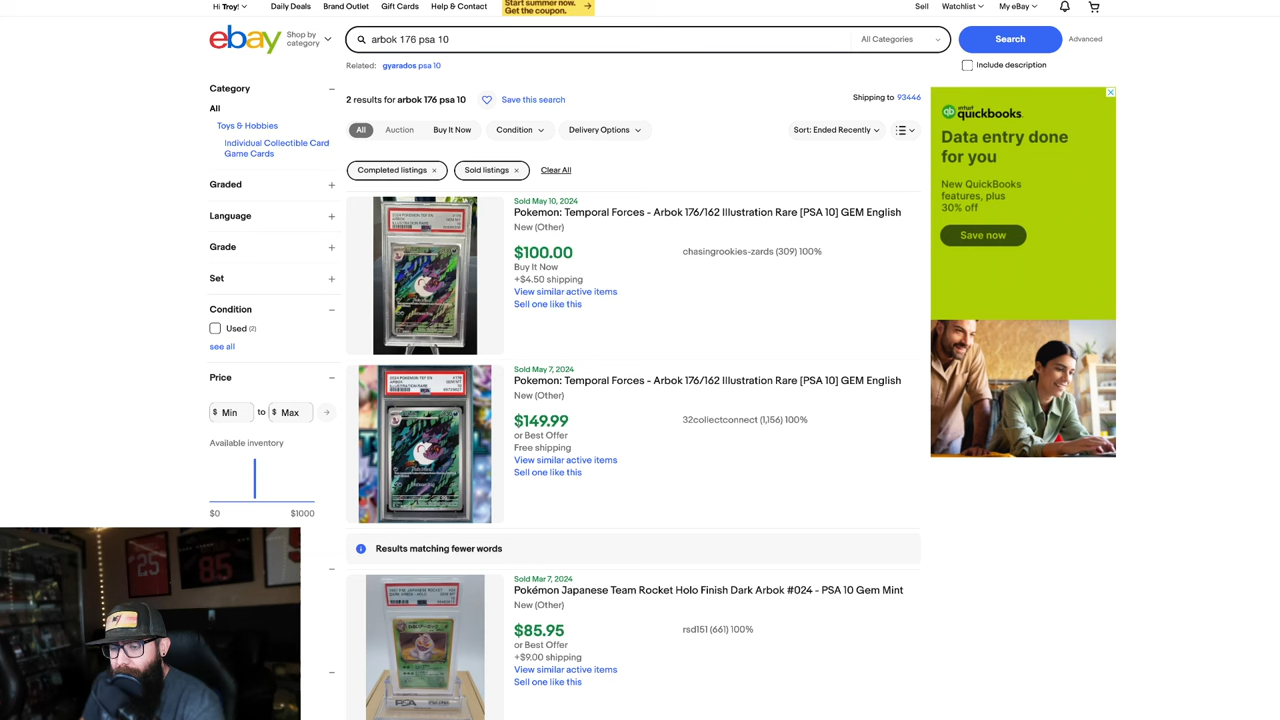 Hi Troy!
Daily Deals
Brand Outlet
Gift Cards
Help & Contact
Start summer now.
Get the coupon.
Sell
Watchlist
My eBay
ebay
Shop by
category
arbok 176 psa 10
All Categories
Search
Advanced
Related: gyarados psa 10
Include description
Category
All
Toys & Hobbies
Individual Collectible Card
Game Cards
Graded
Language
Grade
Set
Condition
Used (2)
see all
Price
$ Min to $ Max
Available inventory
$0 $1000
2 results for arbok 176 psa 10
Save this search
Shipping to 93446
All
Auction
Buy It Now
Condition
Delivery Options
Sort: Ended Recently
Completed listings
Sold listings
Clear All
Sold May 10, 2024
Pokemon: Temporal Forces - Arbok 176/162 Illustration Rare [PSA 10] GEM English
New (Other)
$100.00
Buy It Now
+$4.50 shipping
View similar active items
Sell one like this
chasingrookies-zards (309) 100%
Sold May 7, 2024
Pokemon: Temporal Forces - Arbok 176/162 Illustration Rare [PSA 10] GEM English
New (Other)
$149.99
or Best Offer
Free shipping
View similar active items
Sell one like this
32collectconnect (1,156) 100%
Results matching fewer words
Sold Mar 7, 2024
Pokémon Japanese Team Rocket Holo Finish Dark Arbok #024 - PSA 10 Gem Mint
New (Other)
$85.95
or Best Offer
+$9.00 shipping
View similar active items
Sell one like this
rsd151 (661) 100%
intuit
quickbooks.
Data entry done
for you
New QuickBooks
features, plus
30% off
Save now
25
85
PSA